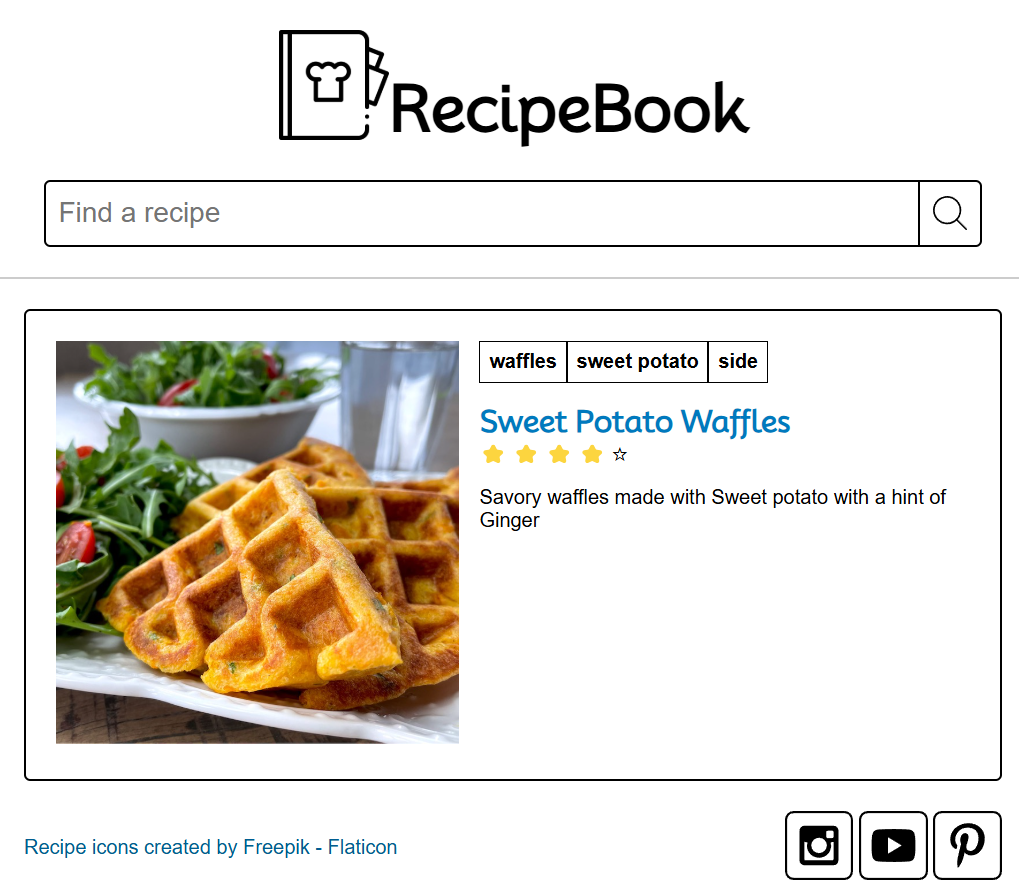 RecipeBook
Find a recipe
waffles sweet potato side
Sweet Potato Waffles
Savory waffles made with Sweet potato with a hint of
Ginger
Recipe icons created by Freepik - Flaticon